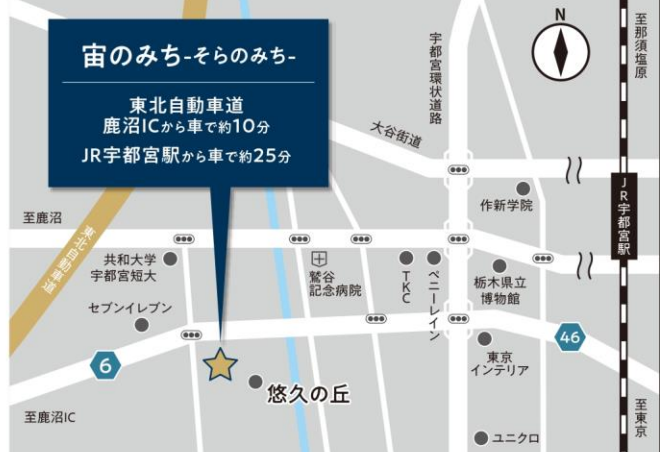 宙のみち-そらのみち-
東北自動車道
鹿沼ICから車で約10分
JR宇都宮駅から車で約25分
宇都宮環状道路
N
至那須塩原
大谷街道
作新学院
JR宇都宮駅
至鹿沼
東北自動車道
共和大学
宇都宮短大
鷲谷
記念病院
TKC
ペニーレイン
栃木県立
博物館
セブンイレブン
6
東京
インテリア
46
悠久の丘
至鹿沼IC
ユニクロ
至東京